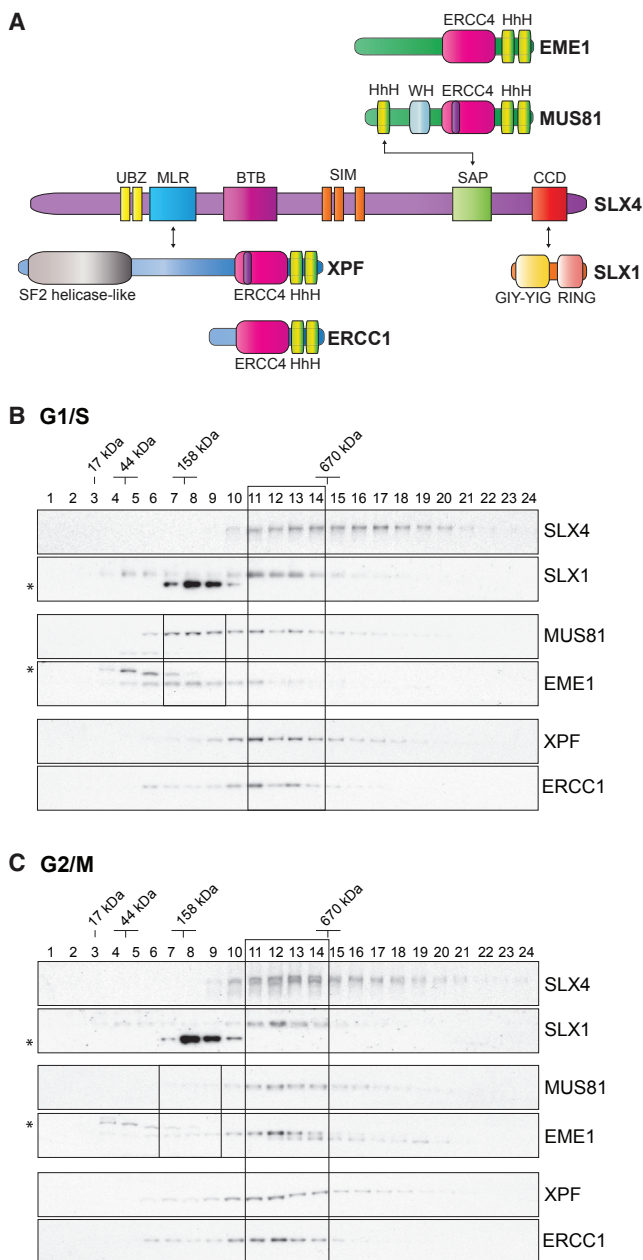 A
ERCC4 HhH
EME1
HhH WH ERCC4 HhH
MUS81
UBZ MLR BTB SIM SAP CCD
SLX4
XPF
SLX1
SF2 helicase-like ERCC4 HhH GIY-YIG RING
ERCC1
ERCC4 HhH
B G1/S
17 kDa 44 kDa 158 kDa 670 kDa
1 2 3 4 5 6 7 8 9 10 11 12 13 14 15 16 17 18 19 20 21 22 23 24
SLX4
SLX1
*
MUS81
* EME1
XPF
ERCC1
C G2/M
17 kDa 44 kDa 158 kDa 670 kDa
1 2 3 4 5 6 7 8 9 10 11 12 13 14 15 16 17 18 19 20 21 22 23 24
SLX4
SLX1
*
MUS81
* EME1
XPF
ERCC1